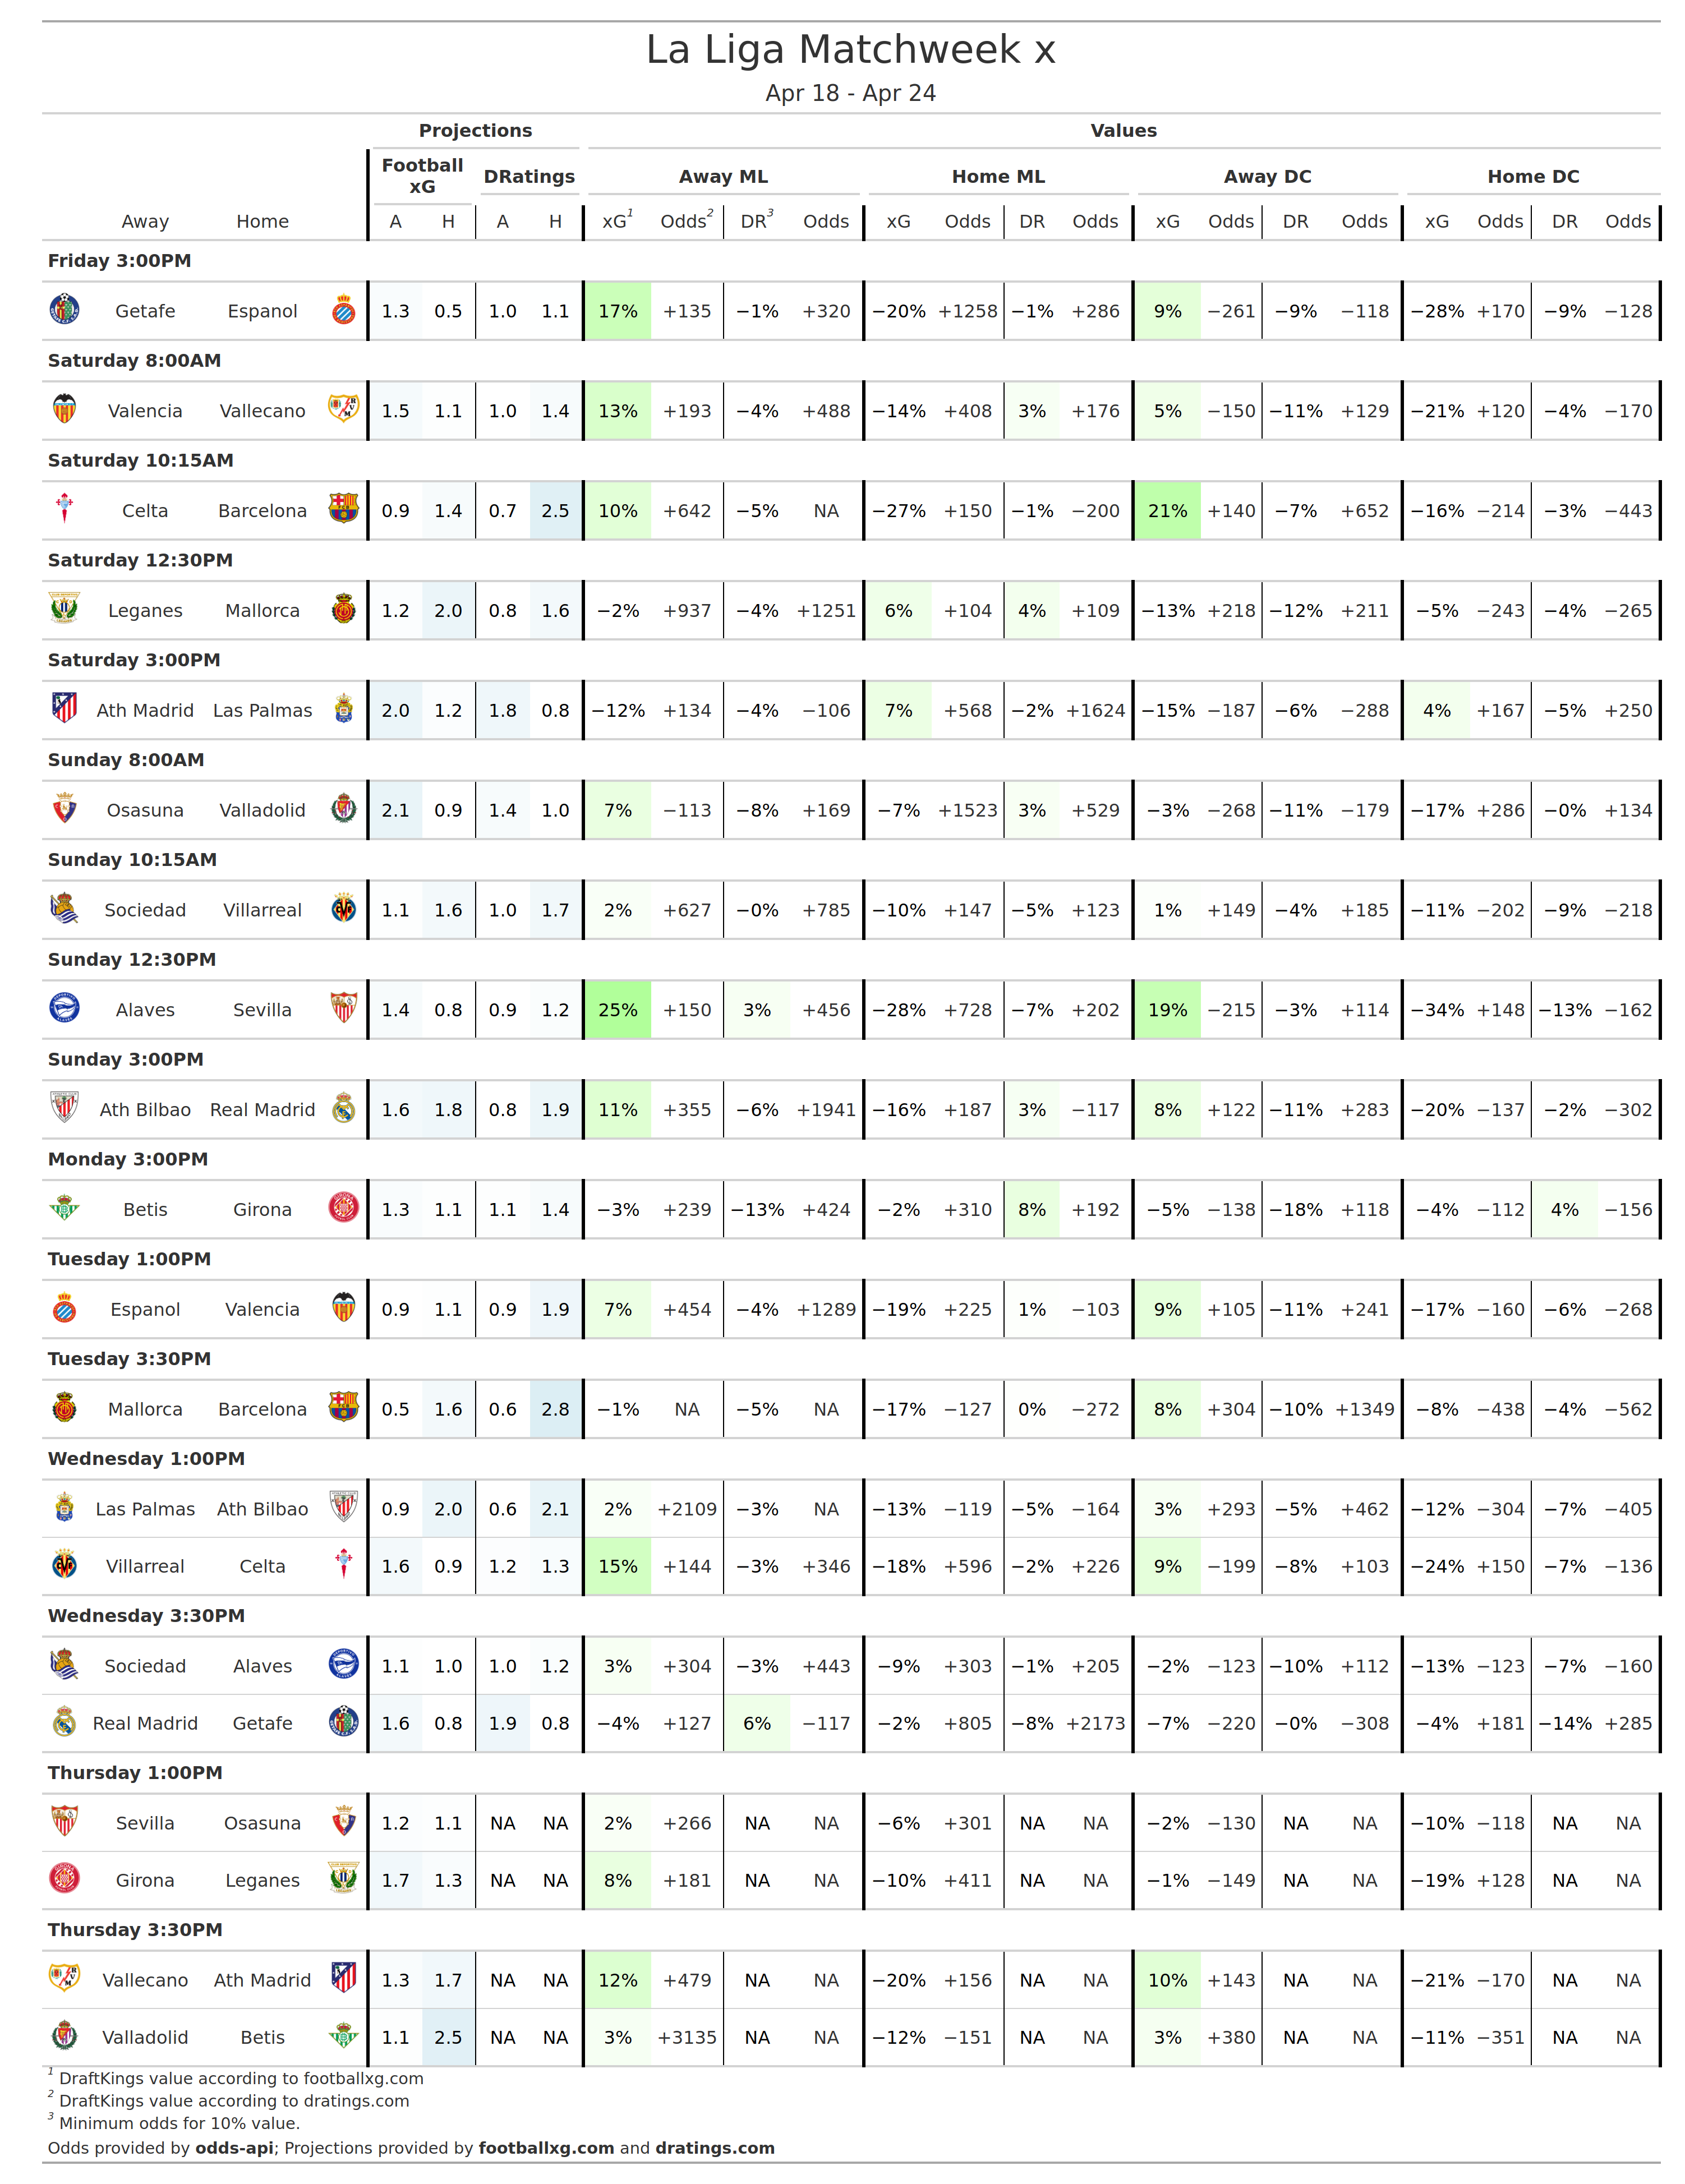 La Liga Matchweek x
Apr 18 - Apr 24
Projections Values
Football xG DRatings Away ML Home ML Away DC Home DC
Away Home A H A H xG1 Odds2 DR3 Odds xG Odds DR Odds xG Odds DR Odds xG Odds DR Odds
Friday 3:00PM
Getafe Espanol 1.3 0.5 1.0 1.1 17% +135 −1% +320 −20% +1258 −1% +286 9% −261 −9% −118 −28% +170 −9% −128
Saturday 8:00AM
Valencia Vallecano 1.5 1.1 1.0 1.4 13% +193 −4% +488 −14% +408 3% +176 5% −150 −11% +129 −21% +120 −4% −170
Saturday 10:15AM
Celta Barcelona 0.9 1.4 0.7 2.5 10% +642 −5% NA −27% +150 −1% −200 21% +140 −7% +652 −16% −214 −3% −443
Saturday 12:30PM
Leganes Mallorca 1.2 2.0 0.8 1.6 −2% +937 −4% +1251 6% +104 4% +109 −13% +218 −12% +211 −5% −243 −4% −265
Saturday 3:00PM
Ath Madrid Las Palmas 2.0 1.2 1.8 0.8 −12% +134 −4% −106 7% +568 −2% +1624 −15% −187 −6% −288 4% +167 −5% +250
Sunday 8:00AM
Osasuna Valladolid 2.1 0.9 1.4 1.0 7% −113 −8% +169 −7% +1523 3% +529 −3% −268 −11% −179 −17% +286 −0% +134
Sunday 10:15AM
Sociedad Villarreal 1.1 1.6 1.0 1.7 2% +627 −0% +785 −10% +147 −5% +123 1% +149 −4% +185 −11% −202 −9% −218
Sunday 12:30PM
Alaves Sevilla 1.4 0.8 0.9 1.2 25% +150 3% +456 −28% +728 −7% +202 19% −215 −3% +114 −34% +148 −13% −162
Sunday 3:00PM
Ath Bilbao Real Madrid 1.6 1.8 0.8 1.9 11% +355 −6% +1941 −16% +187 3% −117 8% +122 −11% +283 −20% −137 −2% −302
Monday 3:00PM
Betis Girona 1.3 1.1 1.1 1.4 −3% +239 −13% +424 −2% +310 8% +192 −5% −138 −18% +118 −4% −112 4% −156
Tuesday 1:00PM
Espanol Valencia 0.9 1.1 0.9 1.9 7% +454 −4% +1289 −19% +225 1% −103 9% +105 −11% +241 −17% −160 −6% −268
Tuesday 3:30PM
Mallorca Barcelona 0.5 1.6 0.6 2.8 −1% NA −5% NA −17% −127 0% −272 8% +304 −10% +1349 −8% −438 −4% −562
Wednesday 1:00PM
Las Palmas Ath Bilbao 0.9 2.0 0.6 2.1 2% +2109 −3% NA −13% −119 −5% −164 3% +293 −5% +462 −12% −304 −7% −405
Villarreal Celta 1.6 0.9 1.2 1.3 15% +144 −3% +346 −18% +596 −2% +226 9% −199 −8% +103 −24% +150 −7% −136
Wednesday 3:30PM
Sociedad Alaves 1.1 1.0 1.0 1.2 3% +304 −3% +443 −9% +303 −1% +205 −2% −123 −10% +112 −13% −123 −7% −160
Real Madrid Getafe 1.6 0.8 1.9 0.8 −4% +127 6% −117 −2% +805 −8% +2173 −7% −220 −0% −308 −4% +181 −14% +285
Thursday 1:00PM
Sevilla Osasuna 1.2 1.1 NA NA 2% +266 NA NA −6% +301 NA NA −2% −130 NA NA −10% −118 NA NA
Girona Leganes 1.7 1.3 NA NA 8% +181 NA NA −10% +411 NA NA −1% −149 NA NA −19% +128 NA NA
Thursday 3:30PM
Vallecano Ath Madrid 1.3 1.7 NA NA 12% +479 NA NA −20% +156 NA NA 10% +143 NA NA −21% −170 NA NA
Valladolid Betis 1.1 2.5 NA NA 3% +3135 NA NA −12% −151 NA NA 3% +380 NA NA −11% −351 NA NA
1 DraftKings value according to footballxg.com
2 DraftKings value according to dratings.com
3 Minimum odds for 10% value.
Odds provided by odds-api; Projections provided by footballxg.com and dratings.com